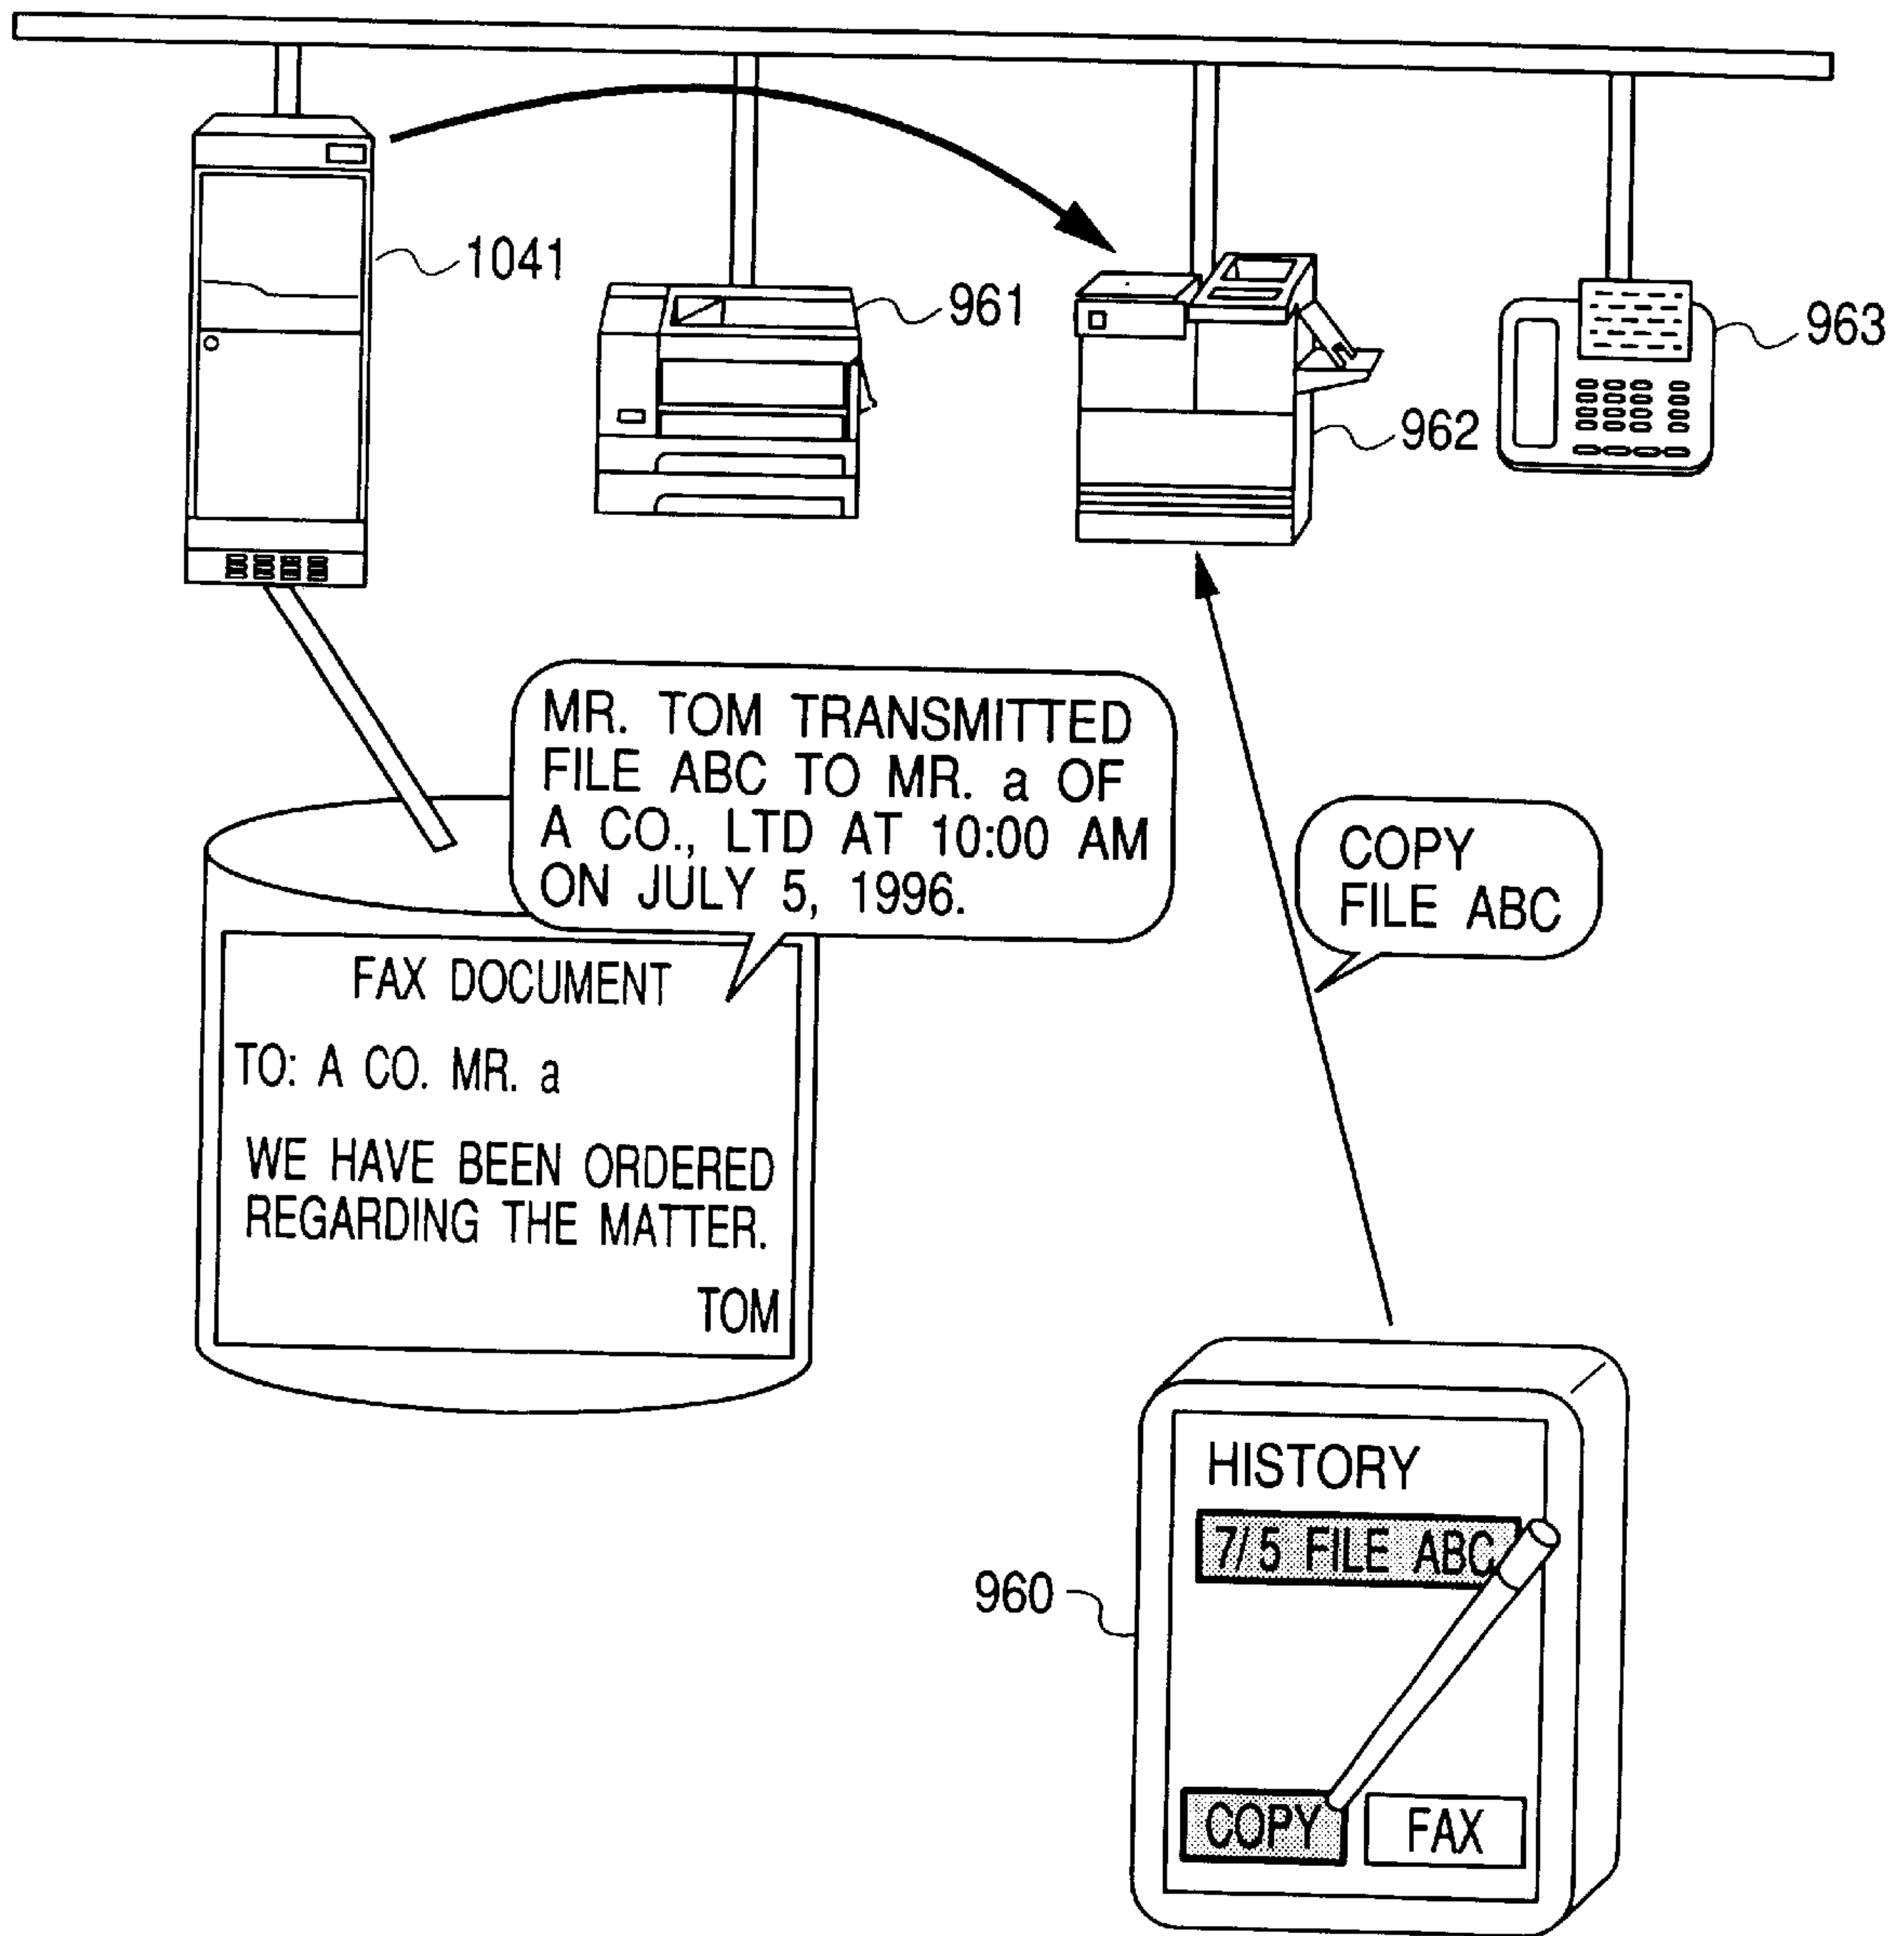 1041
961
962
963
MR. TOM TRANSMITTED
FILE ABC TO MR. a OF
A CO., LTD AT 10:00 AM
ON JULY 5, 1996.
COPY
FILE ABC
FAX DOCUMENT
TO: A CO. MR. a
WE HAVE BEEN ORDERED
REGARDING THE MATTER.
TOM
HISTORY
7/5 FILE ABC
960
COPY
FAX